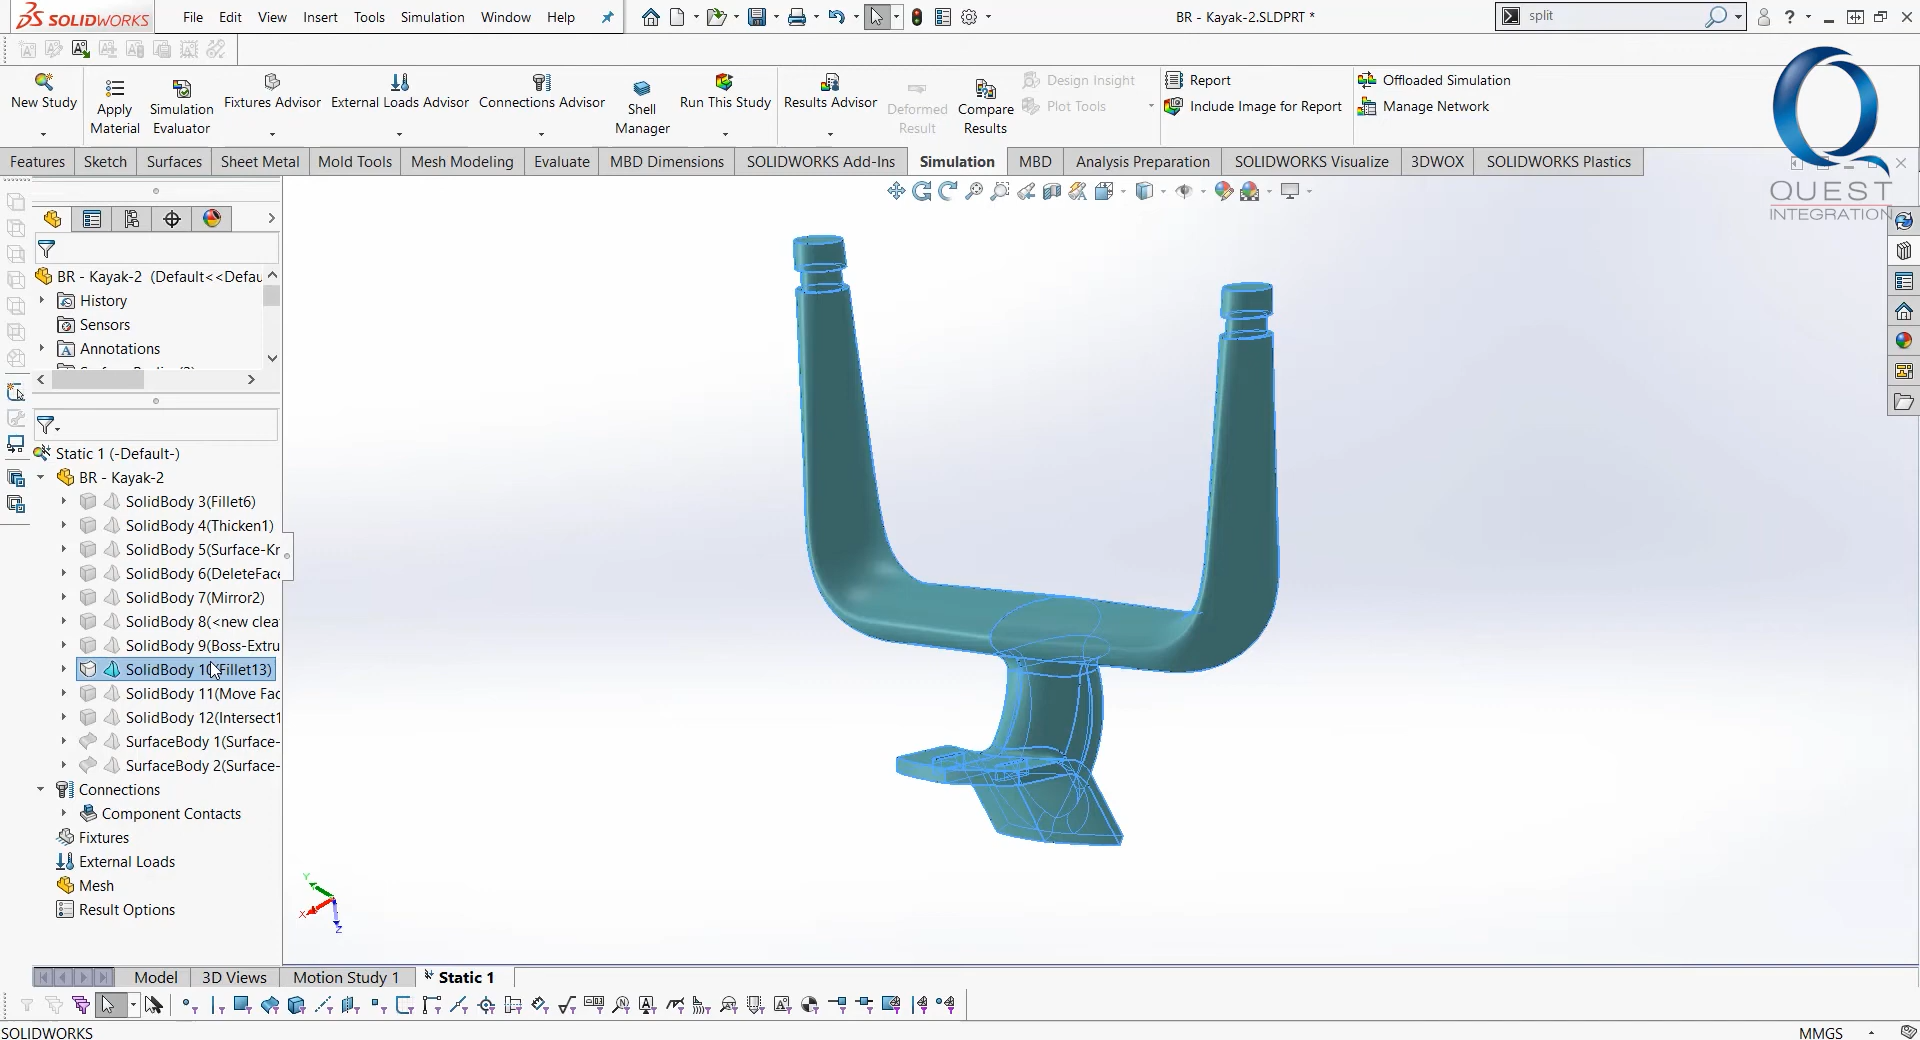 SOLIDWORKS
File Edit View Insert Tools Simulation Window Help
BR - Kayak-2.SLDPRT *
split
New Study
Apply Material
Simulation Evaluator
Fixtures Advisor
External Loads Advisor
Connections Advisor
Shell Manager
Run This Study
Results Advisor
Deformed Result
Compare Results
Design Insight
Plot Tools
Report
Include Image for Report
Offloaded Simulation
Manage Network
Features Sketch Surfaces Sheet Metal Mold Tools Mesh Modeling Evaluate MBD Dimensions SOLIDWORKS Add-Ins Simulation MBD Analysis Preparation SOLIDWORKS Visualize 3DWOX SOLIDWORKS Plastics
QUEST
INTEGRATION
BR - Kayak-2 (Default<<Defau
History
Sensors
Annotations
Static 1 (-Default-)
BR - Kayak-2
SolidBody 3(Fillet6)
SolidBody 4(Thicken1)
SolidBody 5(Surface-Kr
SolidBody 6(DeleteFace
SolidBody 7(Mirror2)
SolidBody 8(<new clea
SolidBody 9(Boss-Extru
SolidBody 10(Fillet13)
SolidBody 11(Move Fac
SolidBody 12(Intersect1
SurfaceBody 1(Surface-
SurfaceBody 2(Surface-
Connections
Component Contacts
Fixtures
External Loads
Mesh
Result Options
Y
X
Z
Model 3D Views Motion Study 1 Static 1
SOLIDWORKS
MMGS